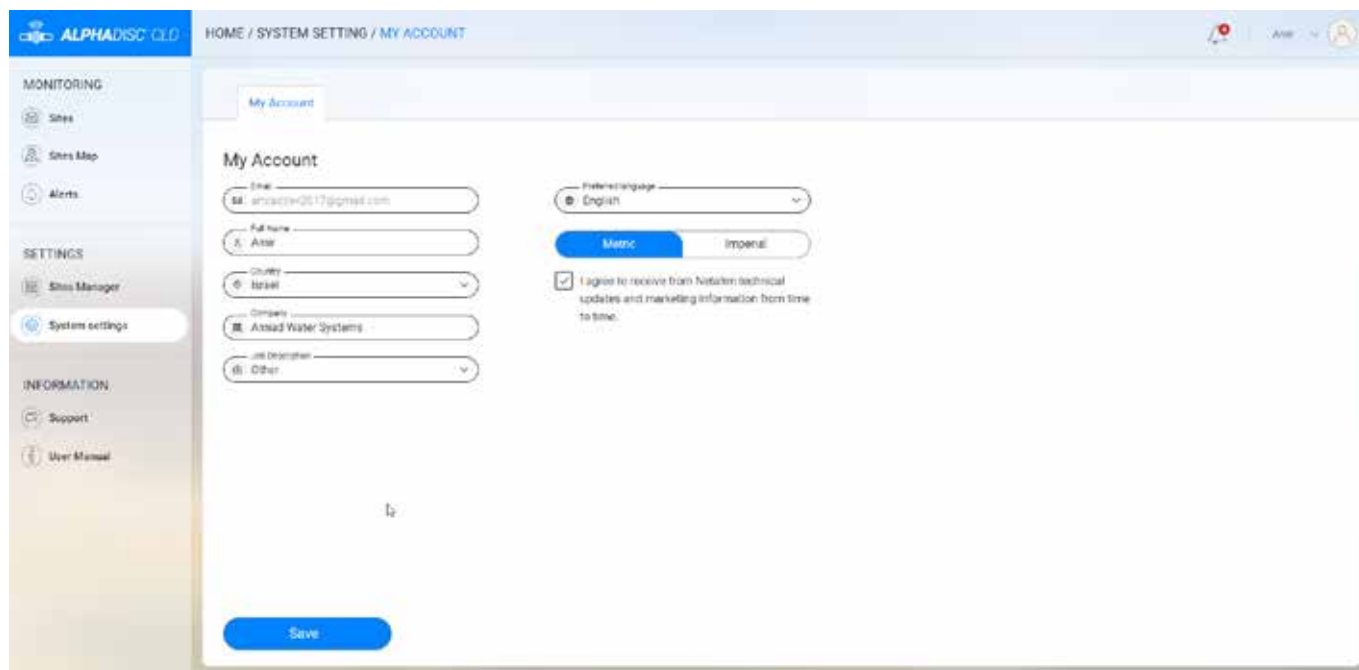 ALPHADISC CLD
HOME / SYSTEM SETTING / MY ACCOUNT
MONITORING
Sites
Sites Map
Alerts
SETTINGS
Sites Manager
System settings
INFORMATION
Support
User Manual
My Account
My Account
Email
Full Name
Amir
Country
Israel
Company
Amiad Water Systems
Job Description
Other
Preferred language
English
Metric
Imperial
I agree to receive from Netafim technical
updates and marketing information from time
to time.
Save
Amir